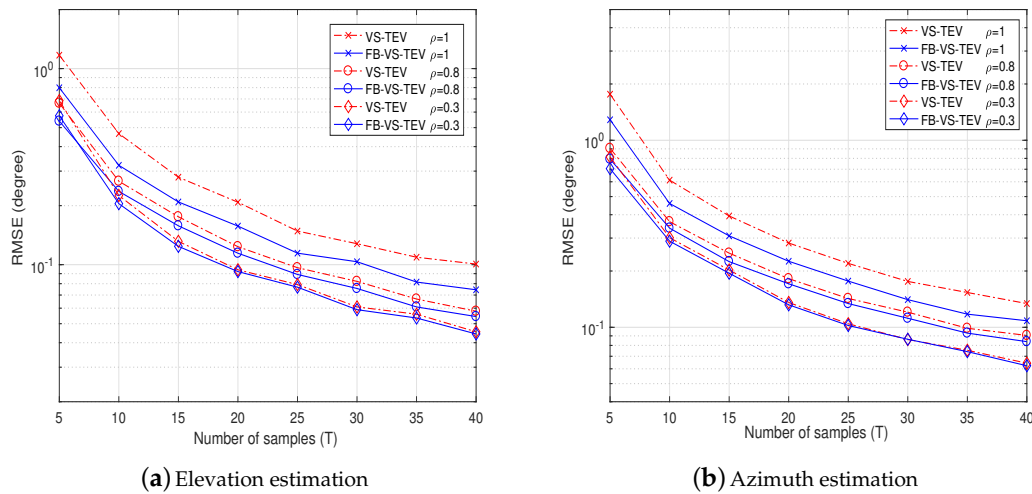 VS-TEV ρ=1
FB-VS-TEV ρ=1
VS-TEV ρ=0.8
FB-VS-TEV ρ=0.8
VS-TEV ρ=0.3
FB-VS-TEV ρ=0.3
10^0
10^-1
RMSE (degree)
5 10 15 20 25 30 35 40
Number of samples (T)
(a) Elevation estimation
VS-TEV ρ=1
FB-VS-TEV ρ=1
VS-TEV ρ=0.8
FB-VS-TEV ρ=0.8
VS-TEV ρ=0.3
FB-VS-TEV ρ=0.3
10^0
10^-1
RMSE (degree)
5 10 15 20 25 30 35 40
Number of samples (T)
(b) Azimuth estimation